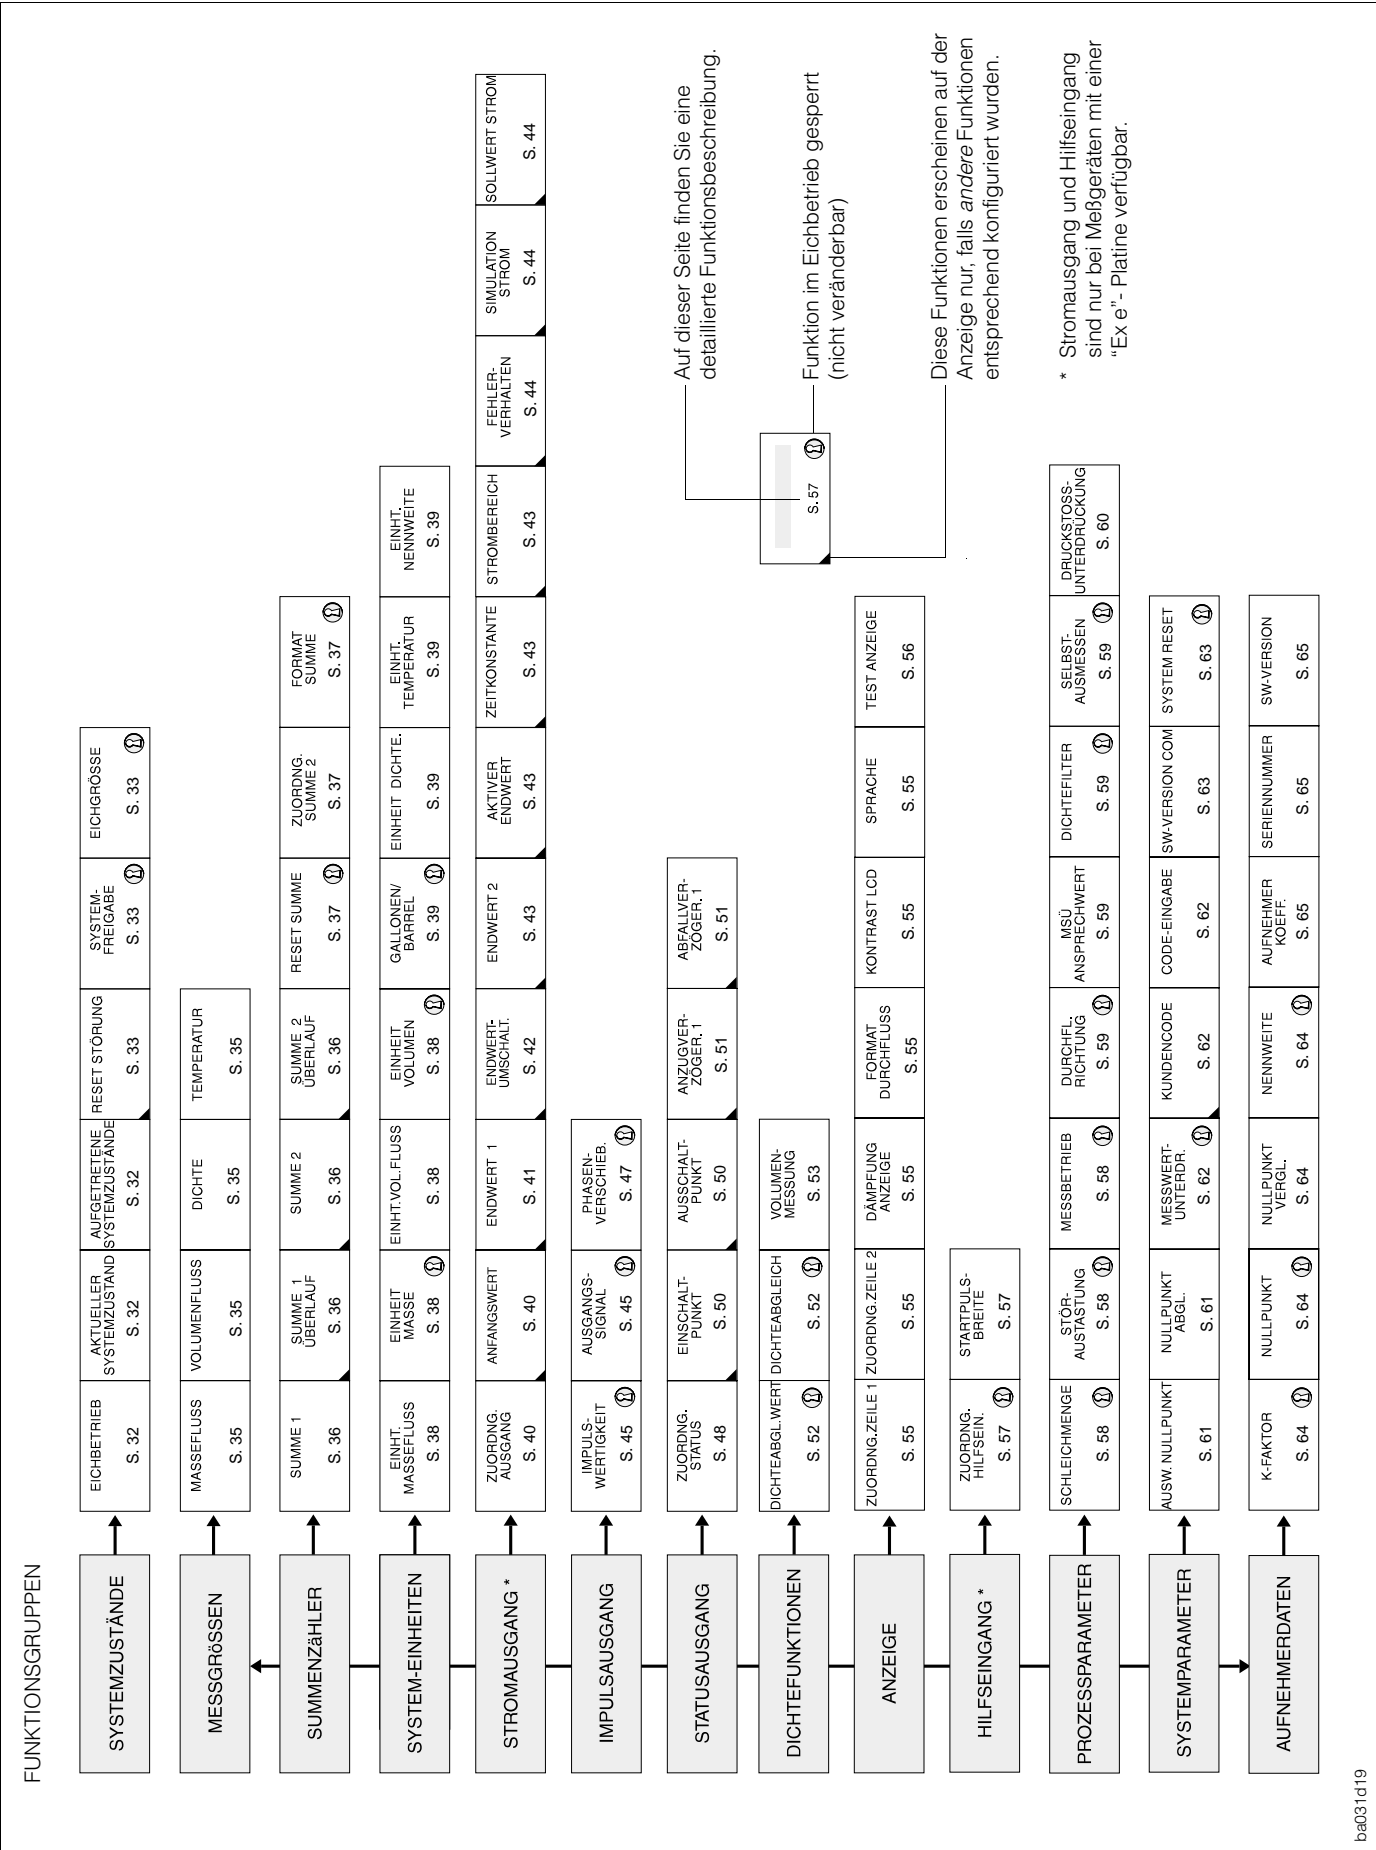 FUNKTIONSGRUPPEN
SYSTEMZUSTÄNDE
EICHBETRIEB
S. 32
AKTUELLER
SYSTEMZUSTAND
S. 32
AUFGETRETENE
SYSTEMZUSTÄNDE
S. 32
RESET STÖRUNG
S. 33
SYSTEM-
FREIGABE
S. 33
EICHGRÖSSE
S. 33
MESSGRÖSSEN
MASSEFLUSS
S. 35
VOLUMENFLUSS
S. 35
DICHTE
S. 35
TEMPERATUR
S. 35
SUMMENZäHLER
SUMME 1
S. 36
SUMME 1
ÜBERLAUF
S. 36
SUMME 2
S. 36
SUMME 2
ÜBERLAUF
S. 36
RESET SUMME
S. 37
ZUORDNG.
SUMME 2
S. 37
FORMAT
SUMME
S. 37
SYSTEM-EINHEITEN
EINHT.
MASSEFLUSS
S. 38
EINHEIT
MASSE
S. 38
EINHT.VOL.FLUSS
S. 38
EINHEIT
VOLUMEN
S. 38
GALLONEN/
BARREL
S. 39
EINHEIT DICHTE.
S. 39
EINHT.
TEMPERATUR
S. 39
EINHT.
NENNWEITE
S. 39
STROMAUSGANG *
ZUORDNG.
AUSGANG
S. 40
ANFANGSWERT
S. 40
ENDWERT 1
S. 41
ENDWERT-
UMSCHALT.
S. 42
ENDWERT 2
S. 43
AKTIVER
ENDWERT
S. 43
ZEITKONSTANTE
S. 43
STROMBEREICH
S. 43
FEHLER-
VERHALTEN
S. 44
SIMULATION
STROM
S. 44
SOLLWERT STROM
S. 44
IMPULSAUSGANG
IMPULS-
WERTIGKEIT
S. 45
AUSGANGS-
SIGNAL
S. 45
PHASEN-
VERSCHIEB.
S. 47
STATUSAUSGANG
ZUORDNG.
STATUS
S. 48
EINSCHALT-
PUNKT
S. 50
AUSSCHALT-
PUNKT
S. 50
ANZUGVER-
ZÖGER. 1
S. 51
ABFALLVER-
ZÖGER. 1
S. 51
DICHTEFUNKTIONEN
DICHTEABGL.WERT
S. 52
DICHTEABGLEICH
S. 52
VOLUMEN-
MESSUNG
S. 53
ANZEIGE
ZUORDNG.ZEILE 1
S. 55
ZUORDNG.ZEILE 2
S. 55
DÄMPFUNG
ANZEIGE
S. 55
FORMAT
DURCHFLUSS
S. 55
KONTRAST LCD
S. 55
SPRACHE
S. 55
TEST ANZEIGE
S. 56
HILFSEINGANG *
ZUORDNG.
HILFSEIN.
S. 57
STARTPULS-
BREITE
S. 57
PROZESSPARAMETER
SCHLEICHMENGE
S. 58
STÖR-
AUSTASTUNG
S. 58
MESSBETRIEB
S. 58
DURCHFL.
RICHTUNG
S. 59
MSÜ
ANSPRECHWERT
S. 59
DICHTEFILTER
S. 59
SELBST-
AUSMESSEN
S. 59
DRUCKSTOSS-
UNTERDRÜCKUNG
S. 60
SYSTEMPARAMETER
AUSW. NULLPUNKT
S. 61
NULLPUNKT
ABGL.
S. 61
MESSWERT-
UNTERDR.
S. 62
KUNDENCODE
S. 62
CODE-EINGABE
S. 62
SW-VERSION COM
S. 63
SYSTEM RESET
S. 63
AUFNEHMERDATEN
K-FAKTOR
S. 64
NULLPUNKT
S. 64
NULLPUNKT
VERGL.
S. 64
NENNWEITE
S. 64
AUFNEHMER
KOEFF.
S. 65
SERIENNUMMER
S. 65
SW-VERSION
S. 65
S. 57
Auf dieser Seite finden Sie eine
detaillierte Funktionsbeschreibung.
Funktion im Eichbetrieb gesperrt
(nicht veränderbar)
Diese Funktionen erscheinen auf der
Anzeige nur, falls andere Funktionen
entsprechend konfiguriert wurden.
* Stromausgang und Hilfseingang
sind nur bei Meßgeräten mit einer
“Ex e”- Platine verfügbar.
ba031d19